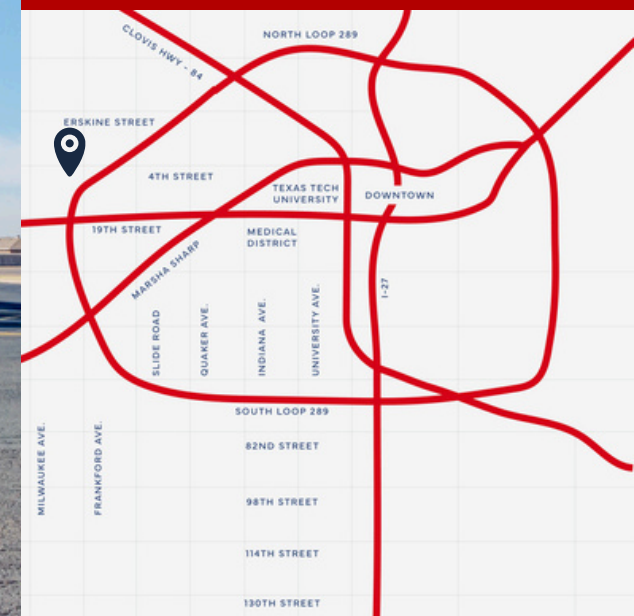 NORTH LOOP 289
CLOVIS HWY - 84
ERSKINE STREET
4TH STREET
TEXAS TECH
UNIVERSITY
DOWNTOWN
19TH STREET
MEDICAL
DISTRICT
MARSHA SHARP
I-27
SLIDE ROAD
QUAKER AVE.
INDIANA AVE.
UNIVERSITY AVE.
SOUTH LOOP 289
MILWAUKEE AVE.
FRANKFORD AVE.
82ND STREET
98TH STREET
114TH STREET
130TH STREET